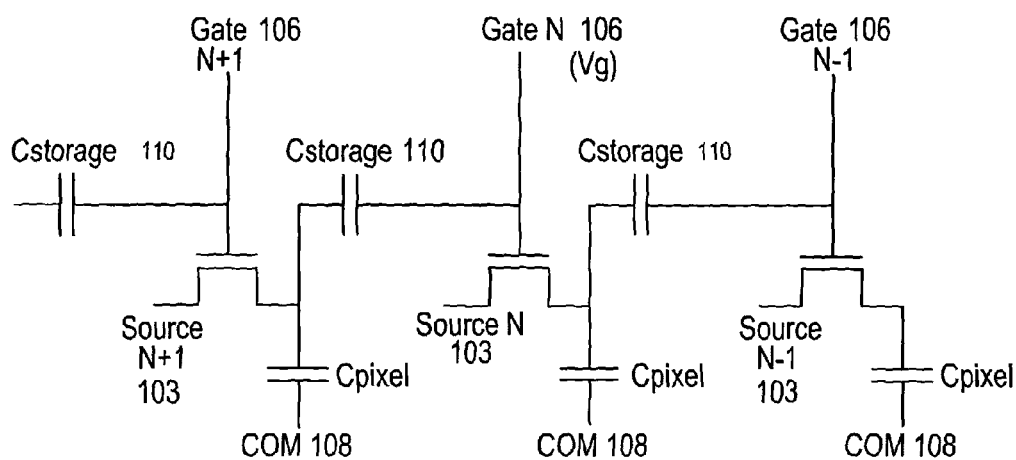 Gate 106
N+1
Gate N 106
(Vg)
Gate 106
N-1
Cstorage 110
Cstorage 110
Cstorage 110
Source
N+1
103
Source N
103
Source
N-1
103
Cpixel
Cpixel
Cpixel
COM 108
COM 108
COM 108